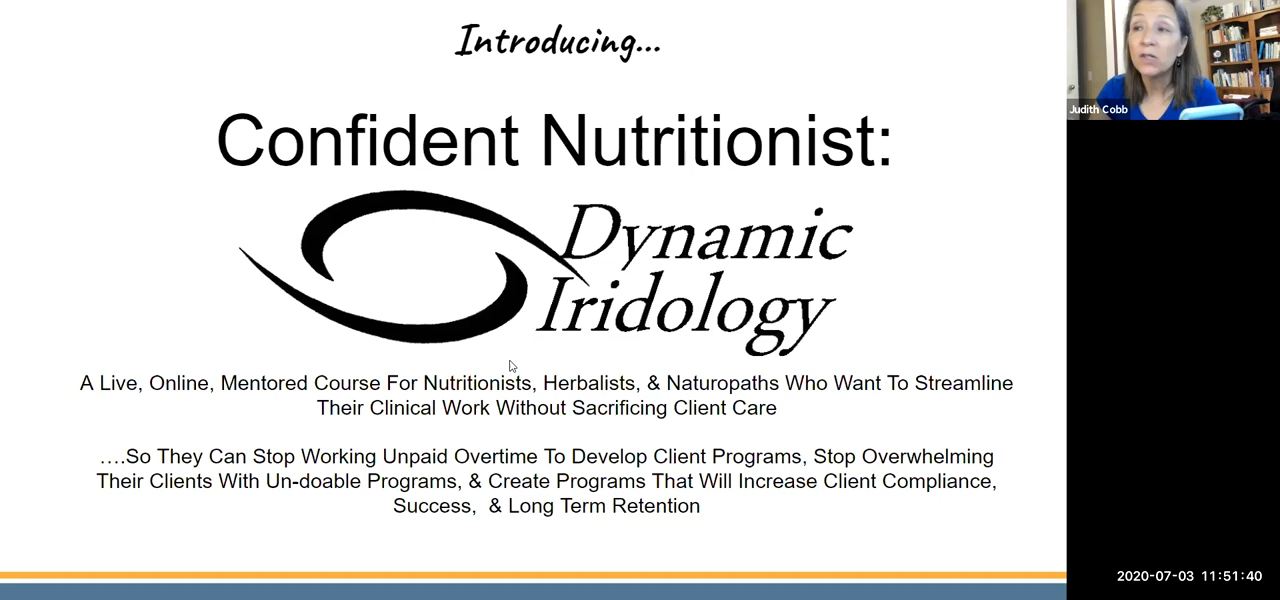 Introducing...
Confident Nutritionist:
Dynamic
Iridology
A Live, Online, Mentored Course For Nutritionists, Herbalists, & Naturopaths Who Want To Streamline
Their Clinical Work Without Sacrificing Client Care
....So They Can Stop Working Unpaid Overtime To Develop Client Programs, Stop Overwhelming
Their Clients With Un-doable Programs, & Create Programs That Will Increase Client Compliance,
Success, & Long Term Retention
Judith Cobb
2020-07-03 11:51:40